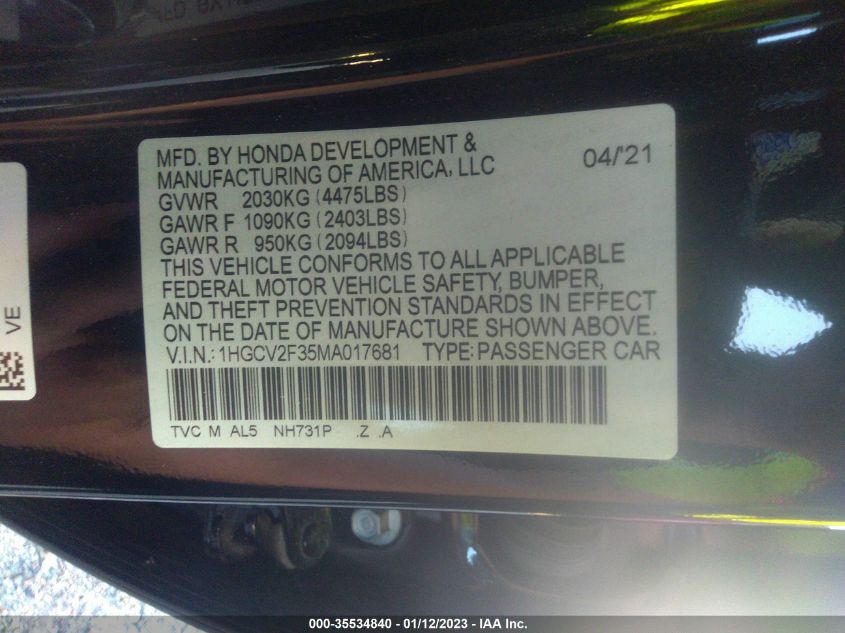 MFD. BY HONDA DEVELOPMENT &
MANUFACTURING OF AMERICA, LLC
04/'21
GVWR 2030KG (4475LBS)
GAWR F 1090KG (2403LBS)
GAWR R 950KG (2094LBS)
THIS VEHICLE CONFORMS TO ALL APPLICABLE
FEDERAL MOTOR VEHICLE SAFETY, BUMPER,
AND THEFT PREVENTION STANDARDS IN EFFECT
ON THE DATE OF MANUFACTURE SHOWN ABOVE.
V.I.N.: 1HGCV2F35MA017681 TYPE: PASSENGER CAR
TVC M AL5 NH731P .Z .A
VE
000-35534840 - 01/12/2023 - IAA Inc.